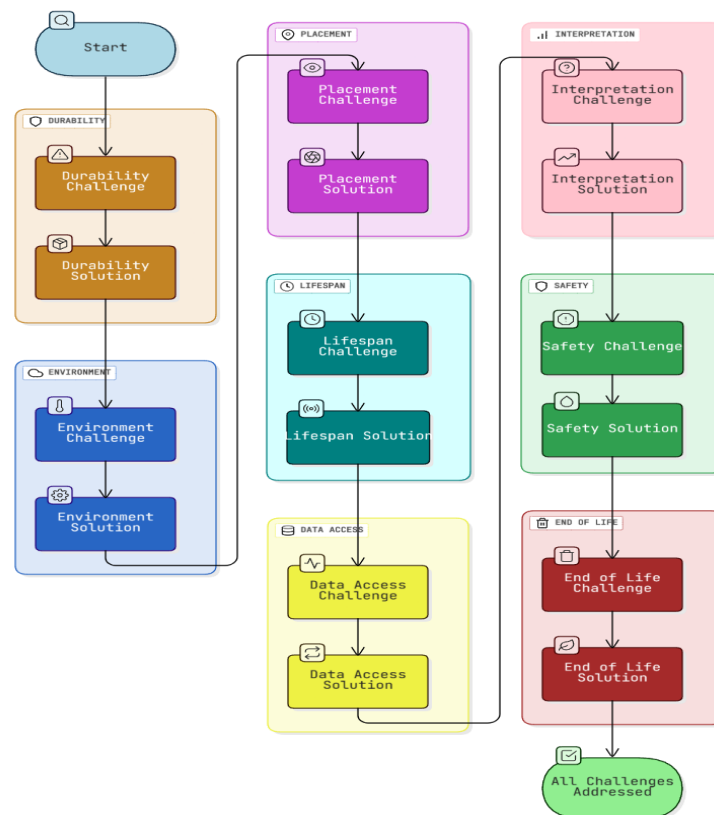 Start
DURABILITY
Durability
Challenge
Durability
Solution
ENVIRONMENT
Environment
Challenge
Environment
Solution
PLACEMENT
Placement
Challenge
Placement
Solution
LIFESPAN
Lifespan
Challenge
Lifespan Solution
DATA ACCESS
Data Access
Challenge
Data Access
Solution
INTERPRETATION
Interpretation
Challenge
Interpretation
Solution
SAFETY
Safety Challenge
Safety Solution
END OF LIFE
End of Life
Challenge
End of Life
Solution
All Challenges
Addressed